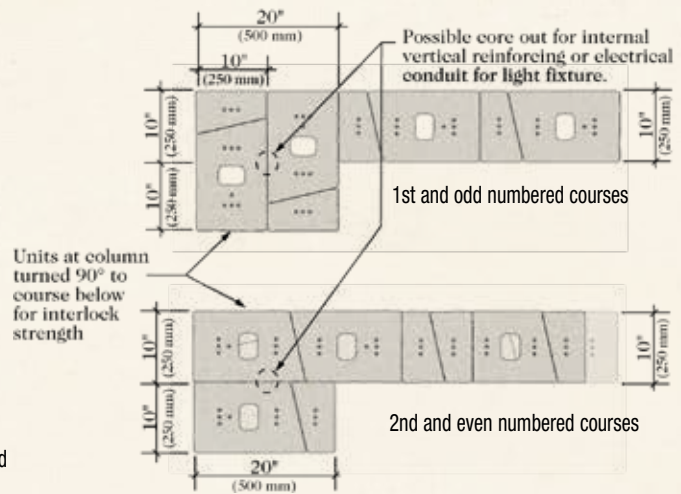 20"
(500 mm)
10"
(250 mm)
Possible core out for internal
vertical reinforcing or electrical
conduit for light fixture.
10"
(250 mm)
10"
(250 mm)
10"
(250 mm)
1st and odd numbered courses
Units at column
turned 90° to
course below
for interlock
strength
10"
(250 mm)
10"
(250 mm)
10"
(250 mm)
2nd and even numbered courses
20"
(500 mm)